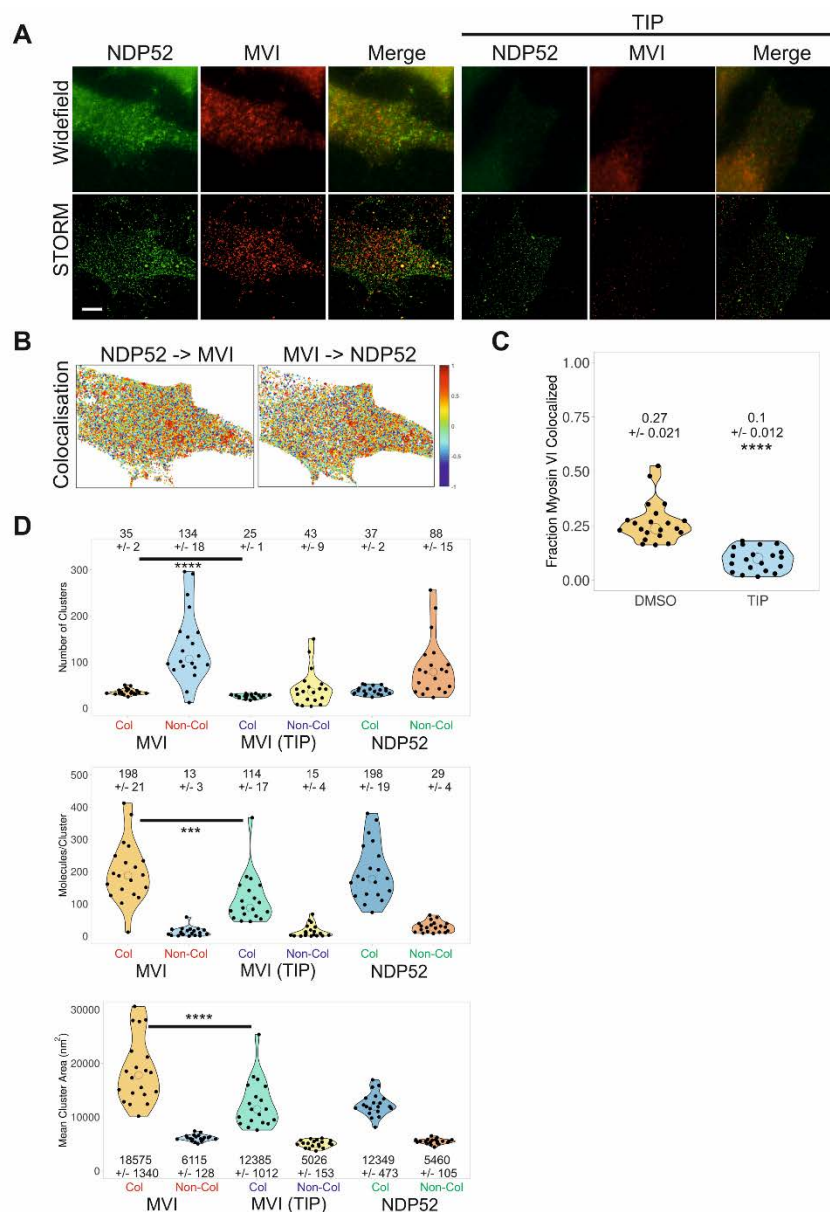 A
TIP
NDP52 MVI Merge NDP52 MVI Merge
Widefield
STORM
B
NDP52 -> MVI MVI -> NDP52
Colocalisation
1
0.5
0
-0.5
-1
C
Fraction Myosin VI Colocalized
1.00
0.75
0.50
0.25
0.00
0.27 0.1
+/- 0.021 +/- 0.012
****
DMSO TIP
D
35 134 25 43 37 88
+/- 2 +/- 18 +/- 1 +/- 9 +/- 2 +/- 15
****
Number of Clusters
300
200
100
0
Col Non-Col Col Non-Col Col Non-Col
MVI MVI (TIP) NDP52
198 13 114 15 198 29
+/- 21 +/- 3 +/- 17 +/- 4 +/- 19 +/- 4
***
Molecules/Cluster
500
400
300
200
100
0
Col Non-Col Col Non-Col Col Non-Col
MVI MVI (TIP) NDP52
****
Mean Cluster Area (nm²)
30000
20000
10000
0
18575 6115 12385 5026 12349 5460
+/- 1340 +/- 128 +/- 1012 +/- 153 +/- 473 +/- 105
Col Non-Col Col Non-Col Col Non-Col
MVI MVI (TIP) NDP52